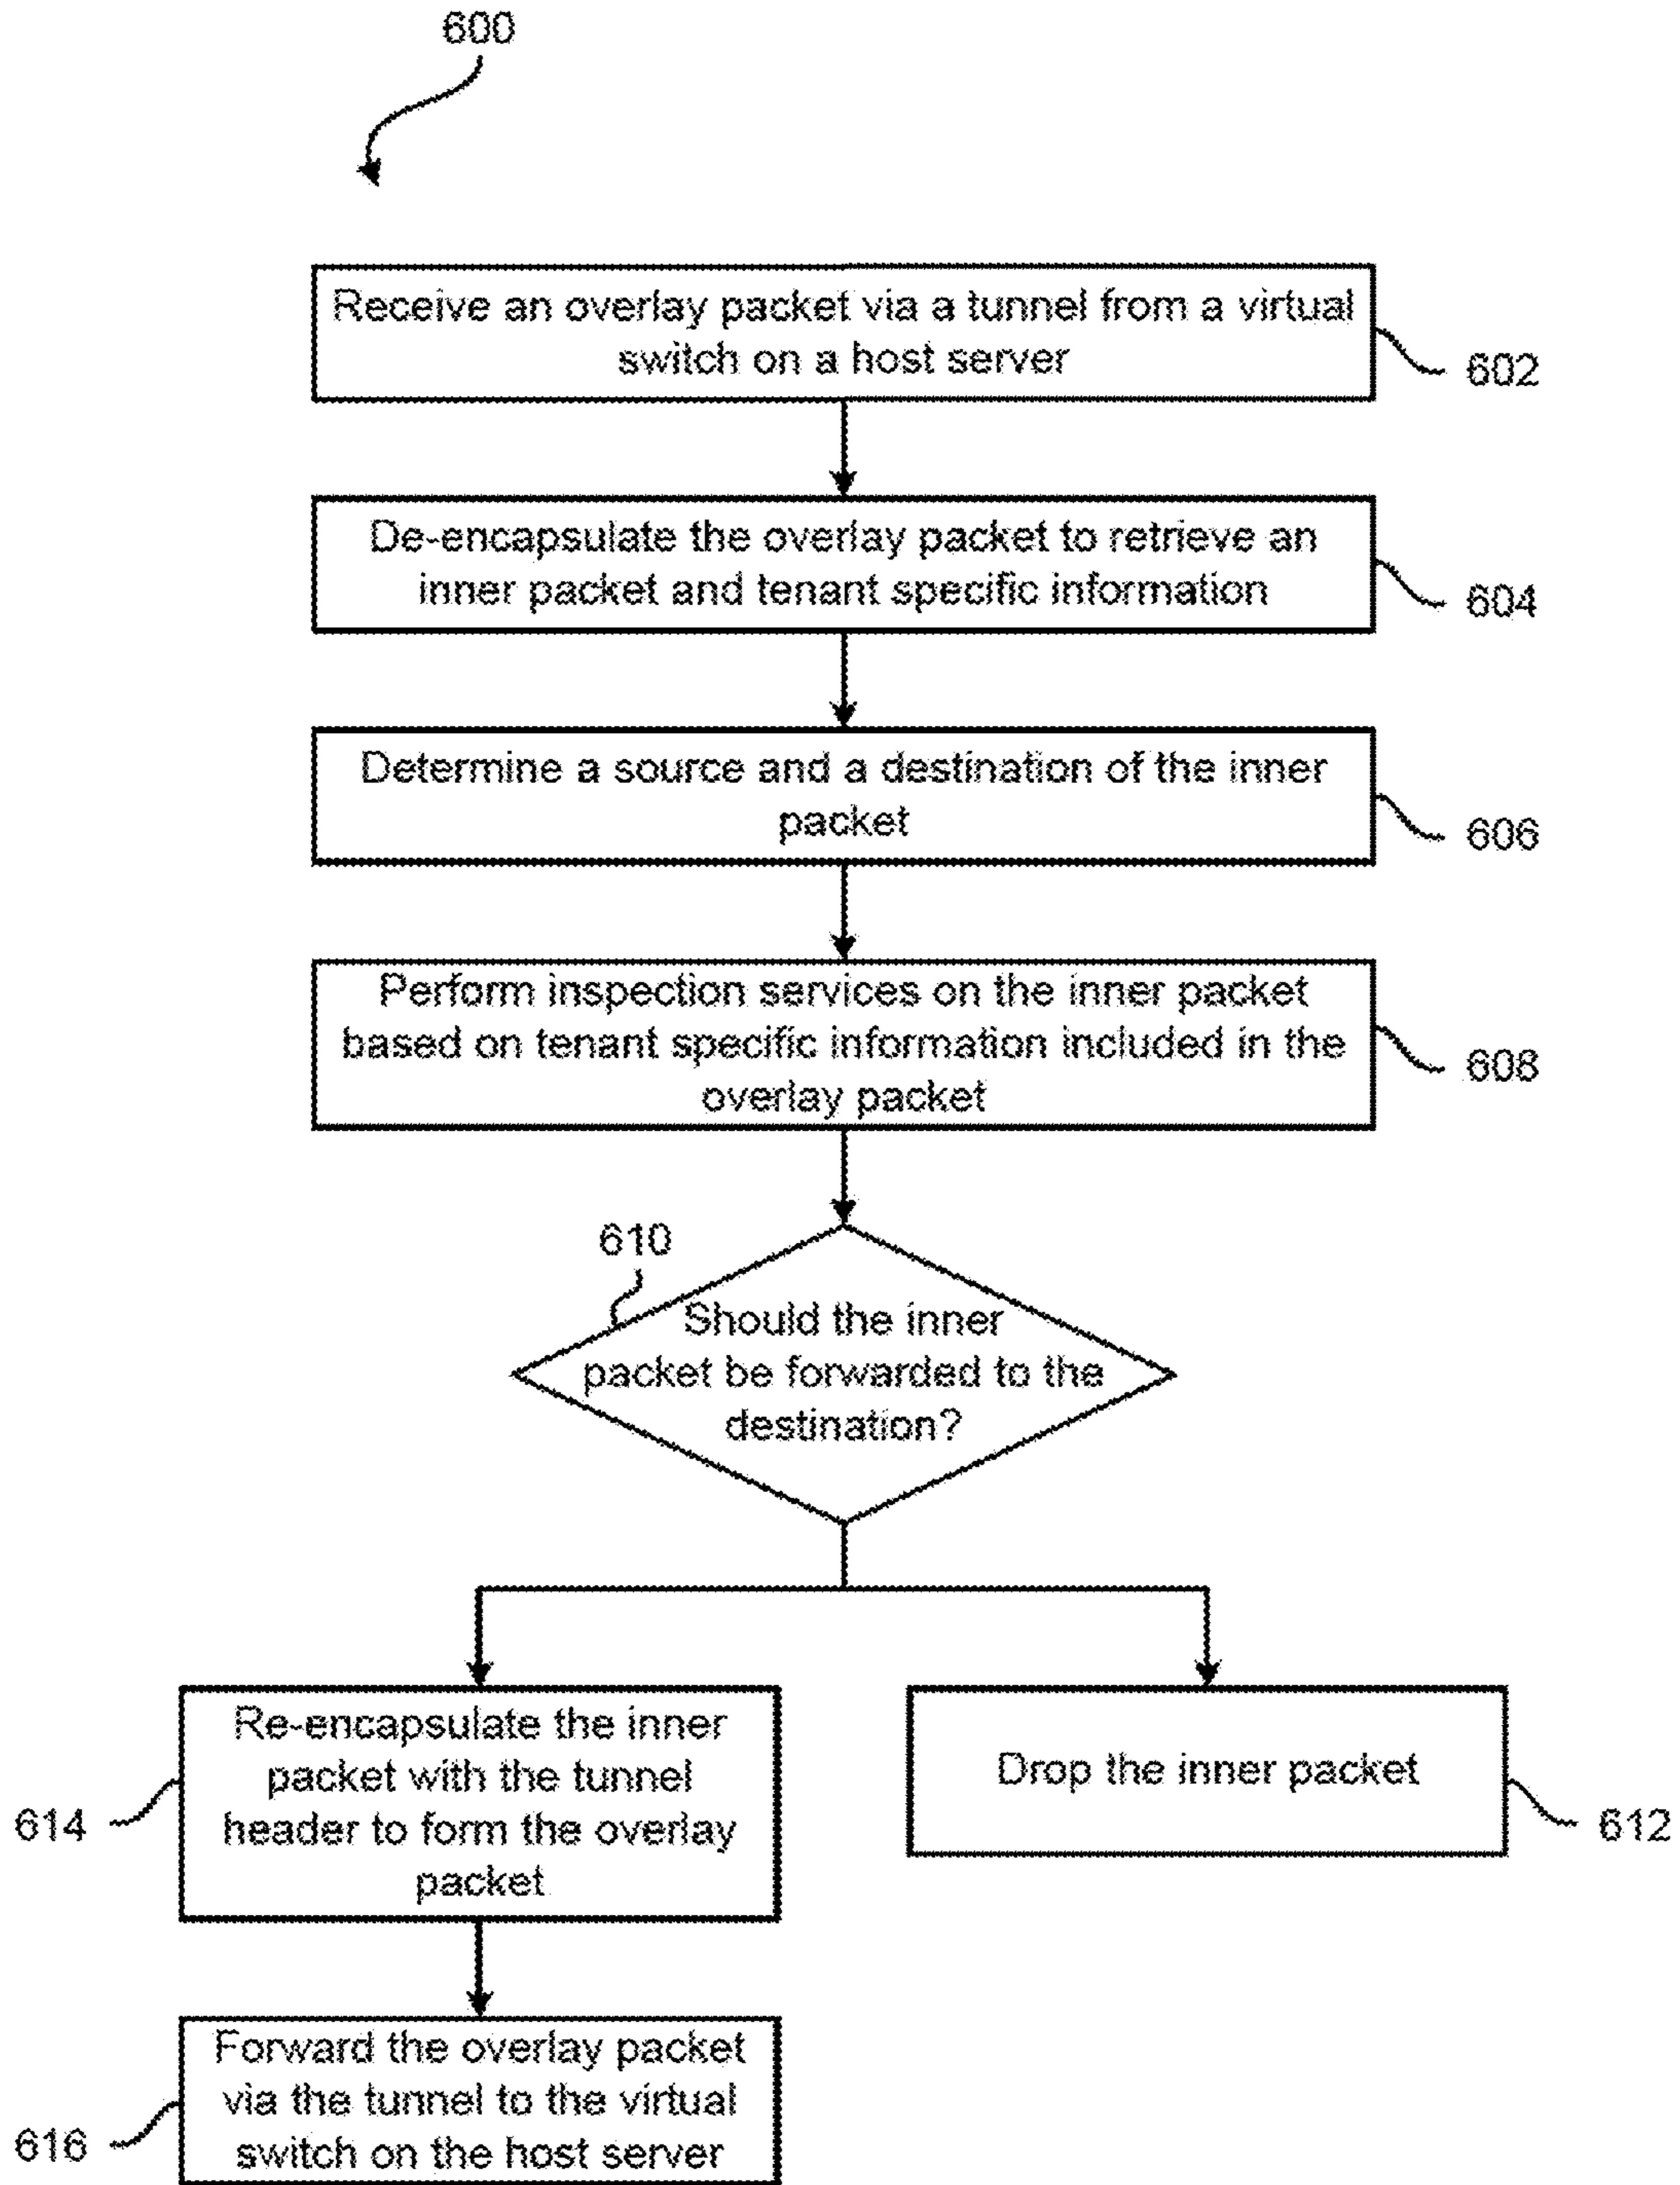 600
Receive an overlay packet via a tunnel from a virtual
switch on a host server
602
De-encapsulate the overlay packet to retrieve an
inner packet and tenant specific information
604
Determine a source and a destination of the inner
packet
606
Perform inspection services on the inner packet
based on tenant specific information included in the
overlay packet
608
610
Should the inner
packet be forwarded to the
destination?
Re-encapsulate the inner
packet with the tunnel
header to form the overlay
packet
614
Drop the inner packet
612
Forward the overlay packet
via the tunnel to the virtual
switch on the host server
616